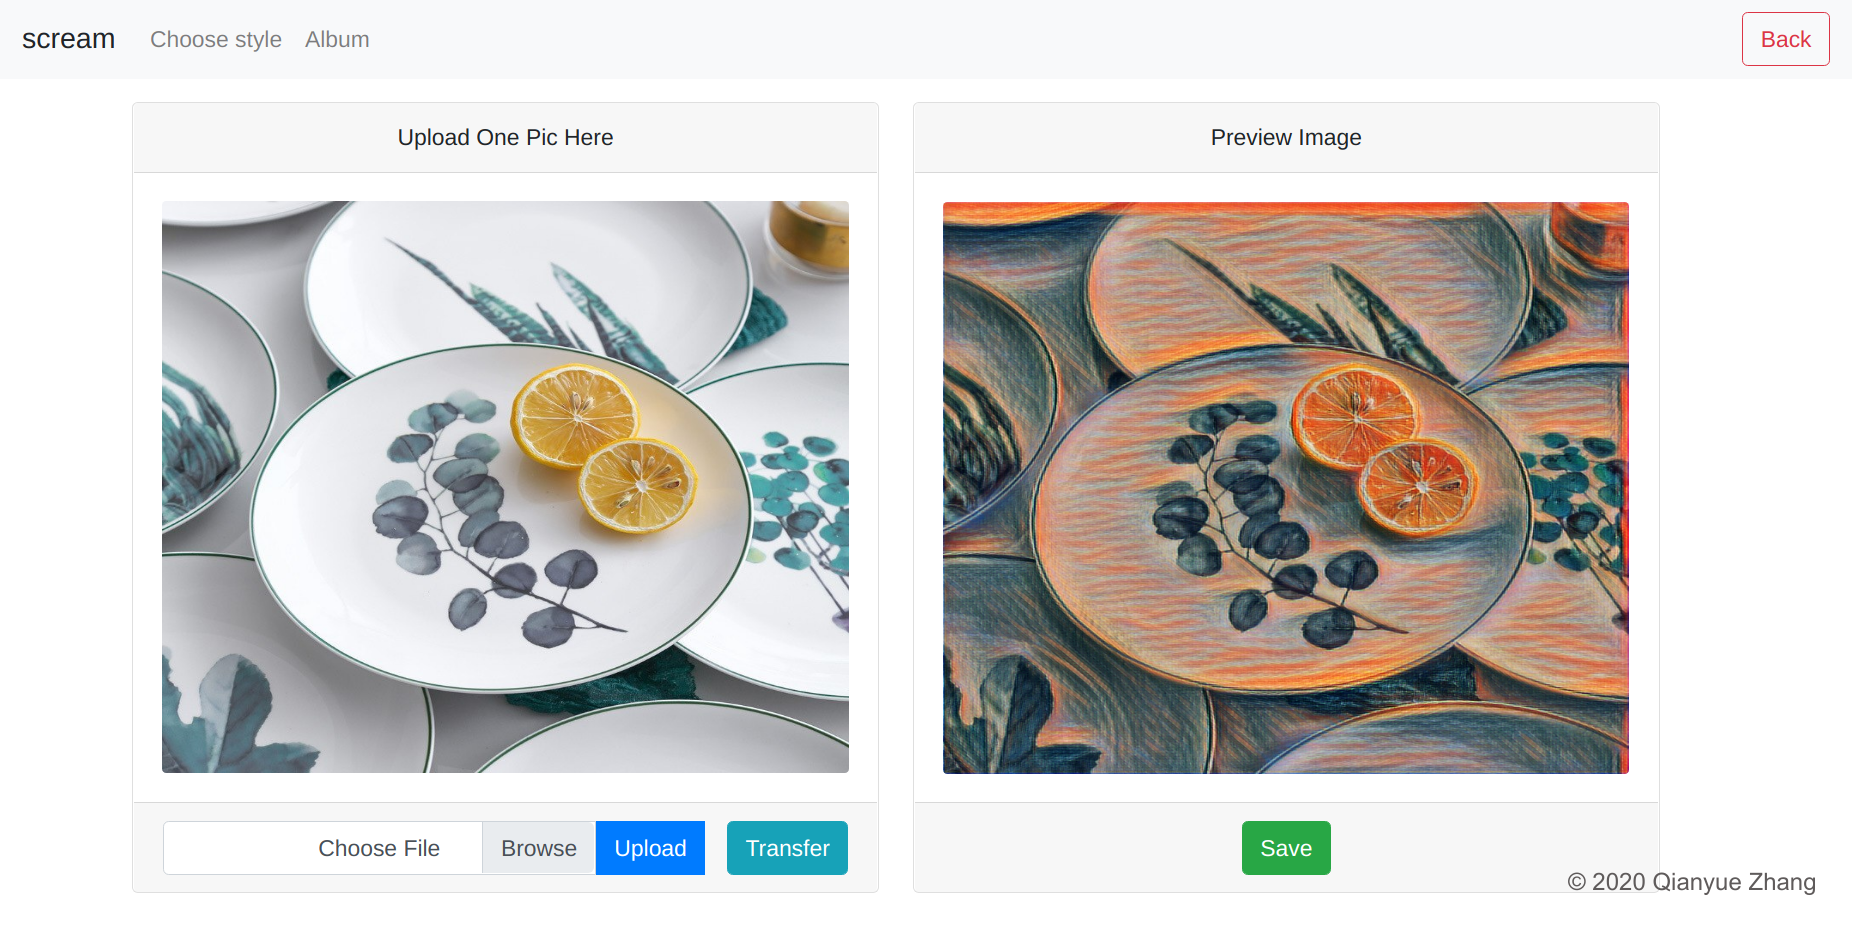 scream Choose style Album Back
Upload One Pic Here
Preview Image
Choose File Browse Upload Transfer
Save
© 2020 Qianyue Zhang